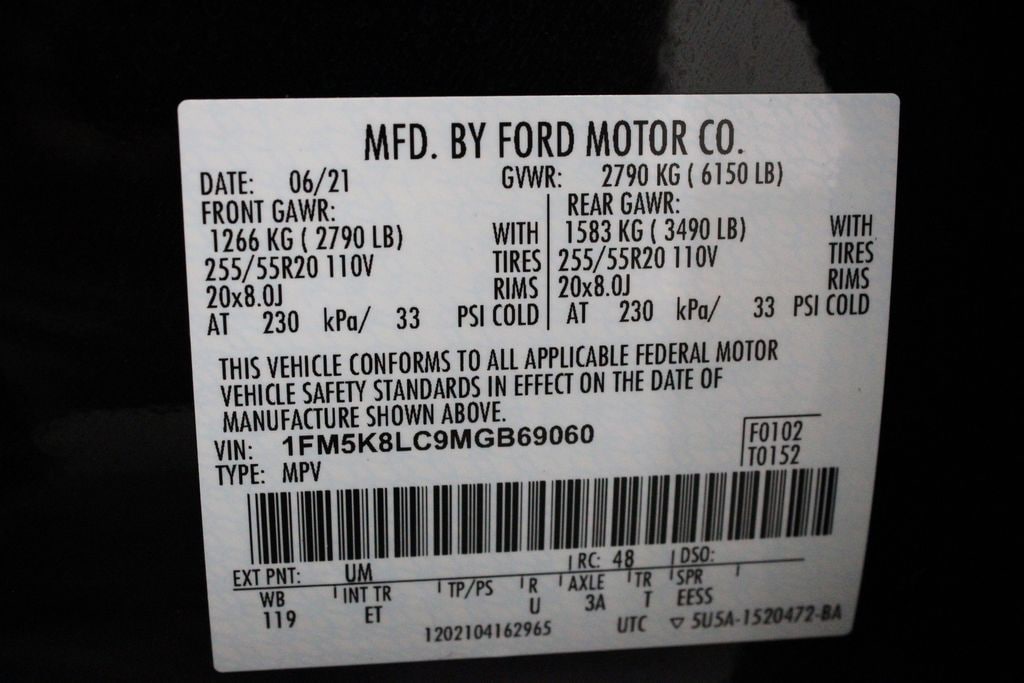 MFD. BY FORD MOTOR CO.
DATE: 06/21 GVWR: 2790 KG ( 6150 LB)
FRONT GAWR: REAR GAWR:
1266 KG ( 2790 LB) WITH 1583 KG ( 3490 LB) WITH
255/55R20 110V TIRES 255/55R20 110V TIRES
20x8.0J RIMS 20x8.0J RIMS
AT 230 kPa/ 33 PSI COLD AT 230 kPa/ 33 PSI COLD
THIS VEHICLE CONFORMS TO ALL APPLICABLE FEDERAL MOTOR
VEHICLE SAFETY STANDARDS IN EFFECT ON THE DATE OF
MANUFACTURE SHOWN ABOVE.
VIN: 1FM5K8LC9MGB69060 F0102
TYPE: MPV T0152
EXT PNT: UM RC: 48 DSO:
WB INT TR TP/PS R AXLE TR SPR
119 ET U 3A T EESS
1202104162965 UTC ▽ 5U5A-1520472-BA